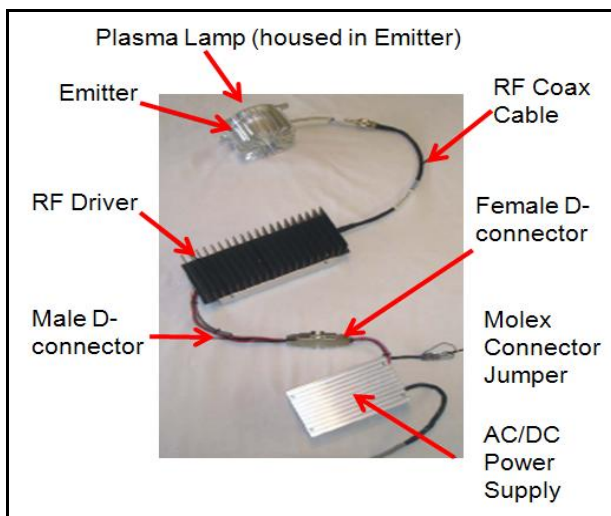 Plasma Lamp (housed in Emitter)
Emitter
RF Coax
Cable
RF Driver
Female D-
connector
Male D-
connector
Molex
Connector
Jumper
AC/DC
Power
Supply